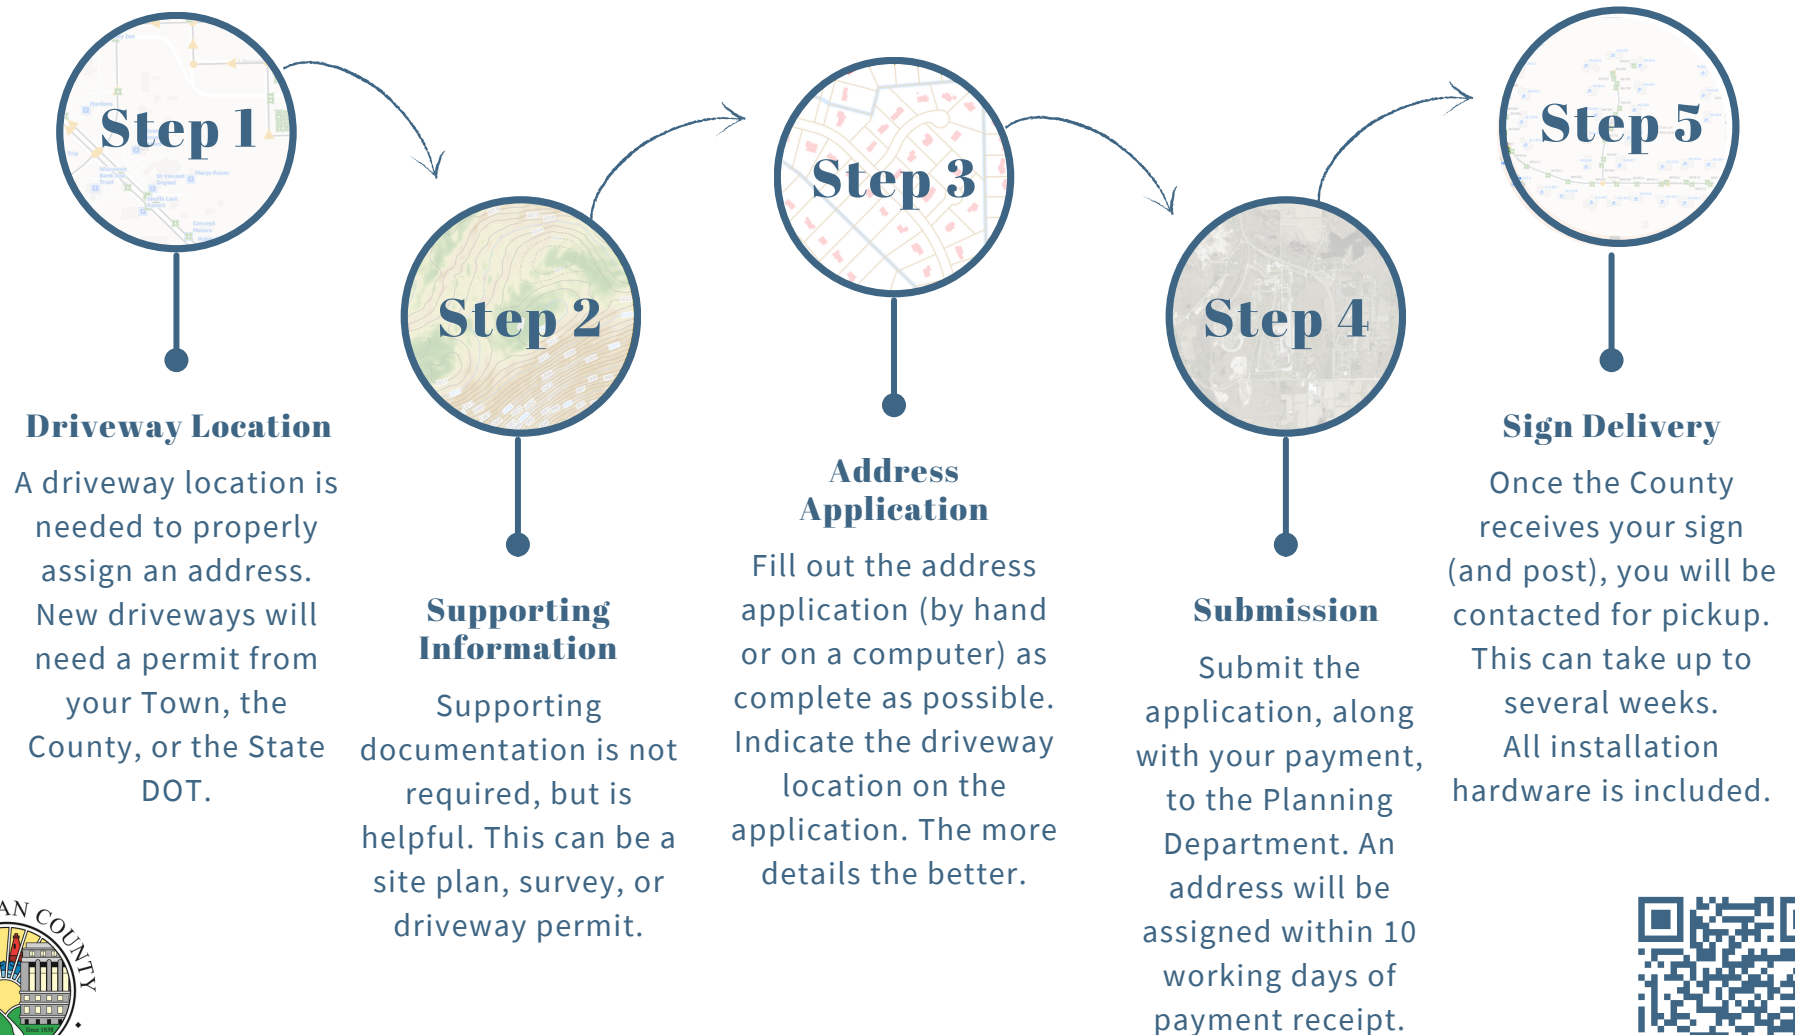 Step 1
Driveway Location
A driveway location is
needed to properly
assign an address.
New driveways will
need a permit from
your Town, the
County, or the State
DOT.
Step 2
Supporting
Information
Supporting
documentation is not
required, but is
helpful. This can be a
site plan, survey, or
driveway permit.
Step 3
Address
Application
Fill out the address
application (by hand
or on a computer) as
complete as possible.
Indicate the driveway
location on the
application. The more
details the better.
Step 4
Submission
Submit the
application, along
with your payment,
to the Planning
Department. An
address will be
assigned within 10
working days of
payment receipt.
Step 5
Sign Delivery
Once the County
receives your sign
(and post), you will be
contacted for pickup.
This can take up to
several weeks.
All installation
hardware is included.
AN COUNTY
Since 1836